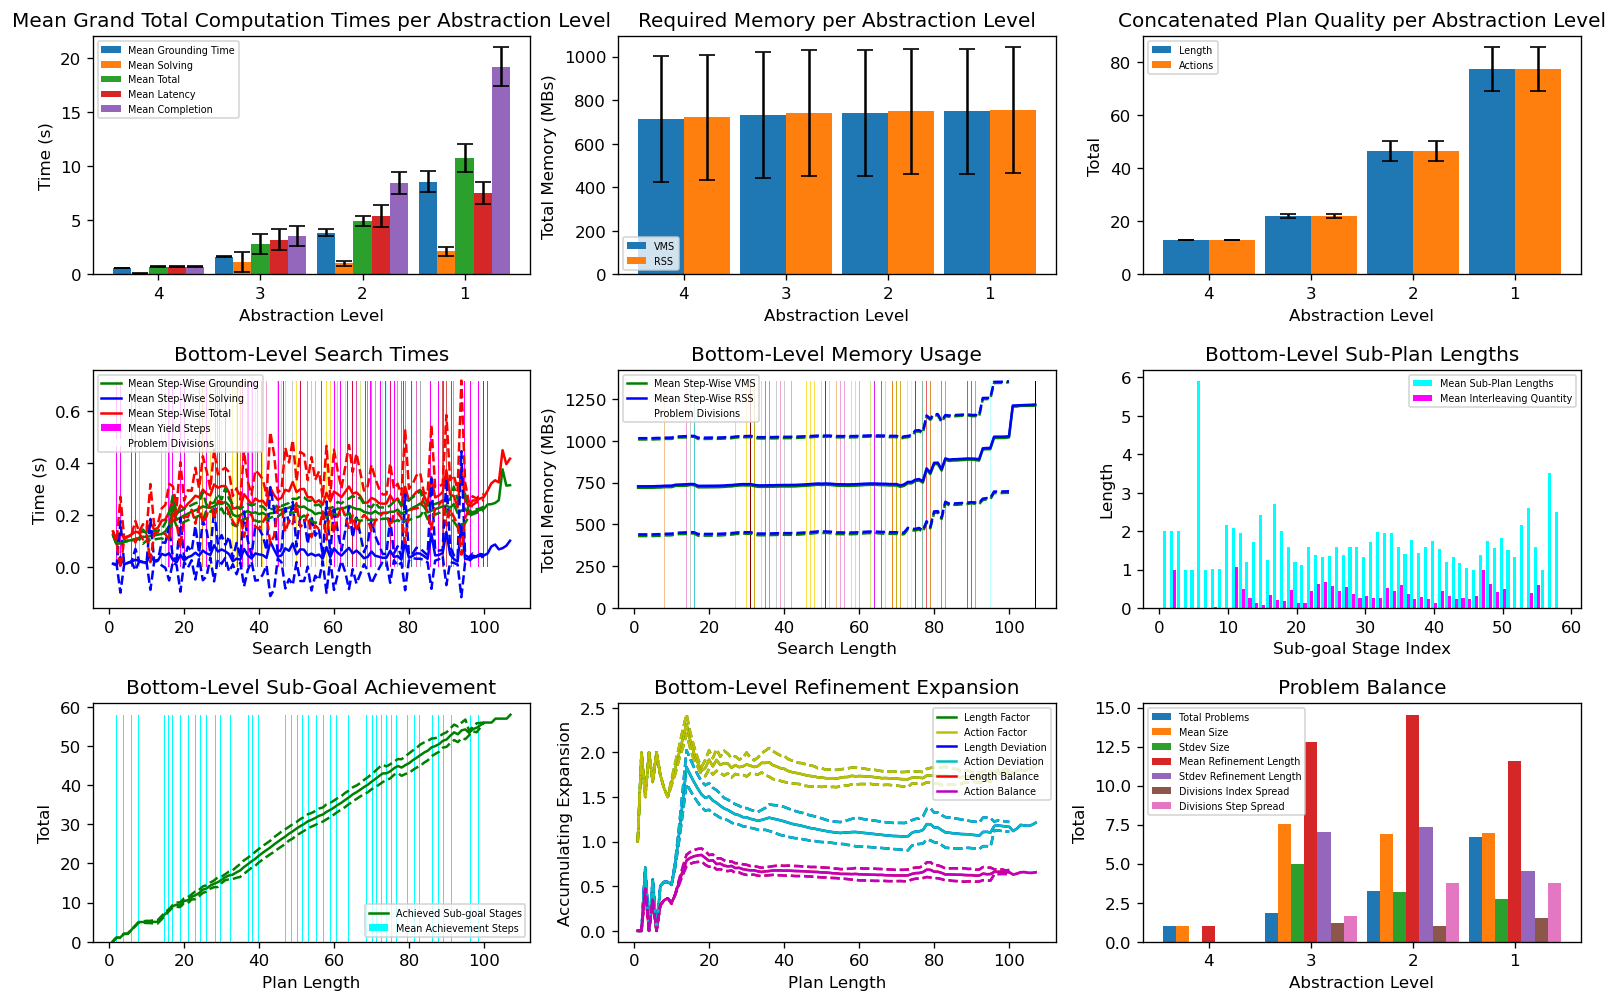 Mean Grand Total Computation Times per Abstraction Level
Mean Grounding Time
Mean Solving
Mean Total
Mean Latency
Mean Completion
Time (s)
20
15
10
5
0
4 3 2 1
Abstraction Level
Required Memory per Abstraction Level
Total Memory (MBs)
1000
800
600
400
200
0
VMS
RSS
4 3 2 1
Abstraction Level
Concatenated Plan Quality per Abstraction Level
Length
Actions
Total
80
60
40
20
0
4 3 2 1
Abstraction Level
Bottom-Level Search Times
Mean Step-Wise Grounding
Mean Step-Wise Solving
Mean Step-Wise Total
Mean Yield Steps
Problem Divisions
Time (s)
0.6
0.4
0.2
0.0
0 20 40 60 80 100
Search Length
Bottom-Level Memory Usage
Mean Step-Wise VMS
Mean Step-Wise RSS
Problem Divisions
Total Memory (MBs)
1250
1000
750
500
250
0
0 20 40 60 80 100
Search Length
Bottom-Level Sub-Plan Lengths
Mean Sub-Plan Lengths
Mean Interleaving Quantity
Length
6
5
4
3
2
1
0
0 10 20 30 40 50 60
Sub-goal Stage Index
Bottom-Level Sub-Goal Achievement
Total
60
50
40
30
20
10
0
Achieved Sub-goal Stages
Mean Achievement Steps
0 20 40 60 80 100
Plan Length
Bottom-Level Refinement Expansion
Length Factor
Action Factor
Length Deviation
Action Deviation
Length Balance
Action Balance
Accumulating Expansion
2.5
2.0
1.5
1.0
0.5
0.0
0 20 40 60 80 100
Plan Length
Problem Balance
Total Problems
Mean Size
Stdev Size
Mean Refinement Length
Stdev Refinement Length
Divisions Index Spread
Divisions Step Spread
Total
15.0
12.5
10.0
7.5
5.0
2.5
0.0
4 3 2 1
Abstraction Level